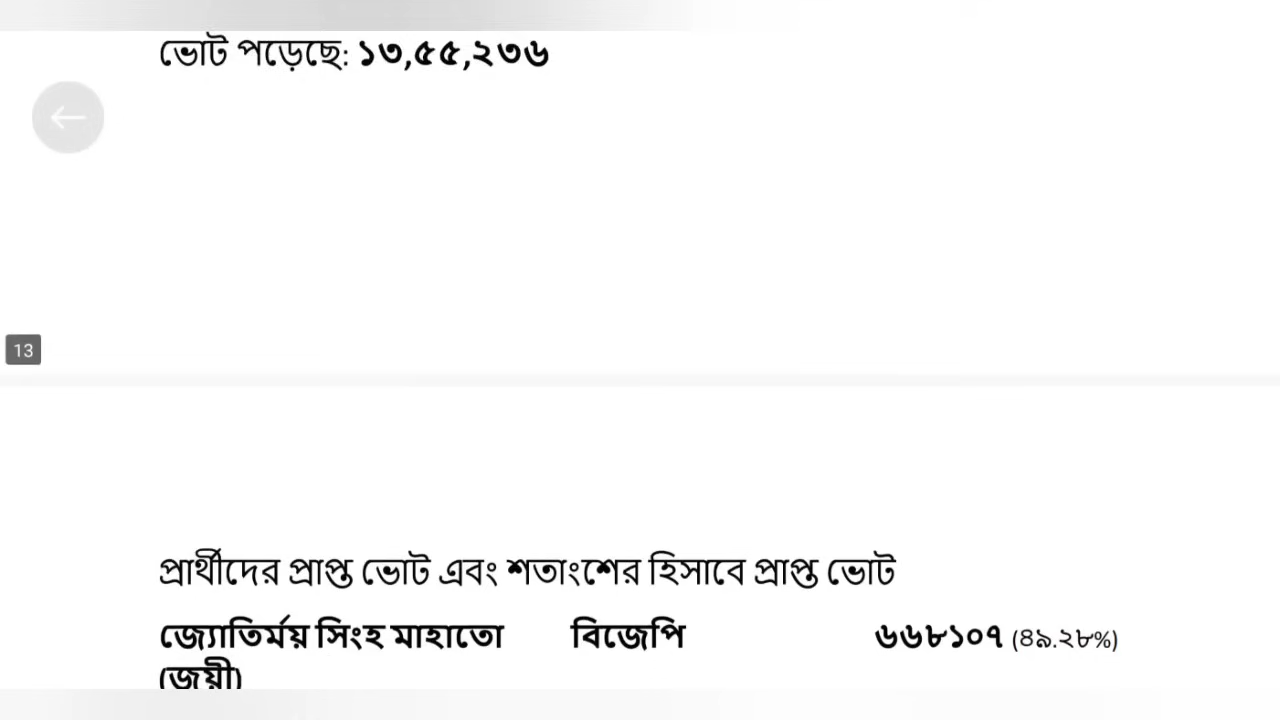 ভোট পড়েছে: ১৩,৫৫,২৩৬
13
প্রার্থীদের প্রাপ্ত ভোট এবং শতাংশের হিসাবে প্রাপ্ত ভোট
জ্যোতির্ময় সিংহ মাহাতো বিজেপি ৬৬৮১০৭ (৪৯.২৮%)
(জয়ী)